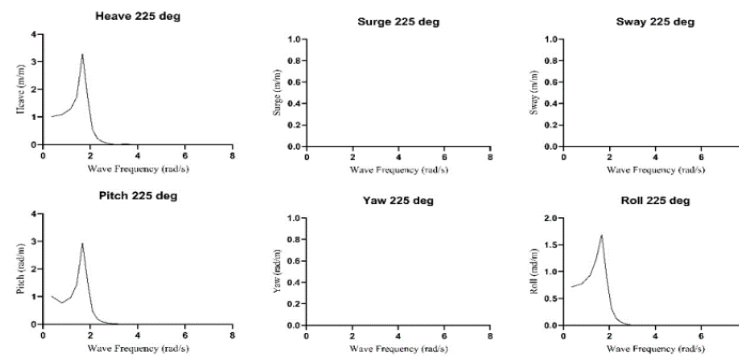 Heave 225 deg
Surge 225 deg
Sway 225 deg
Heave (m/m)
4
3
2
1
0
0 2 4 6 8
Wave Frequency (rad/s)
Surge (m/m)
1.0
0.8
0.6
0.4
0.2
0.0
0 2 4 6 8
Wave Frequency (rad/s)
Sway (m/m)
1.0
0.8
0.6
0.4
0.2
0.0
0 2 4 6
Wave Frequency (rad/s)
Pitch 225 deg
Yaw 225 deg
Roll 225 deg
Pitch (rad/m)
4
3
2
1
0
0 2 4 6 8
Wave Frequency (rad/s)
Yaw (rad/m)
1.0
0.8
0.6
0.4
0.2
0.0
0 2 4 6 8
Wave Frequency (rad/s)
Roll (rad/m)
2.0
1.5
1.0
0.5
0.0
0 2 4 6
Wave Frequency (rad/s)